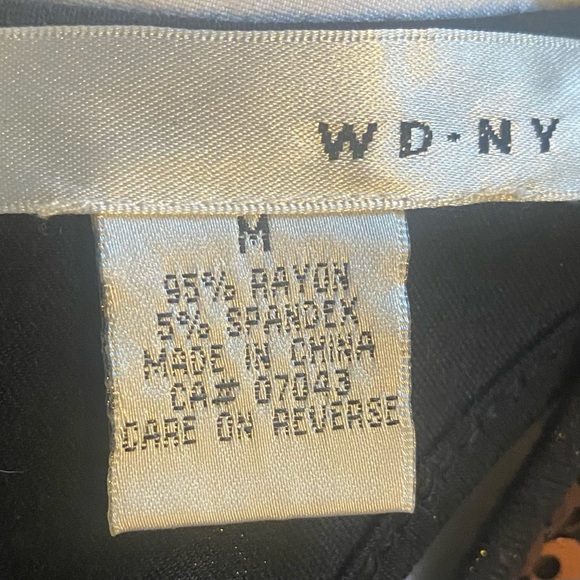 WD·NY
M
95% RAYON
5% SPANDEX
MADE IN CHINA
CA# 07043
CARE ON REVERSE